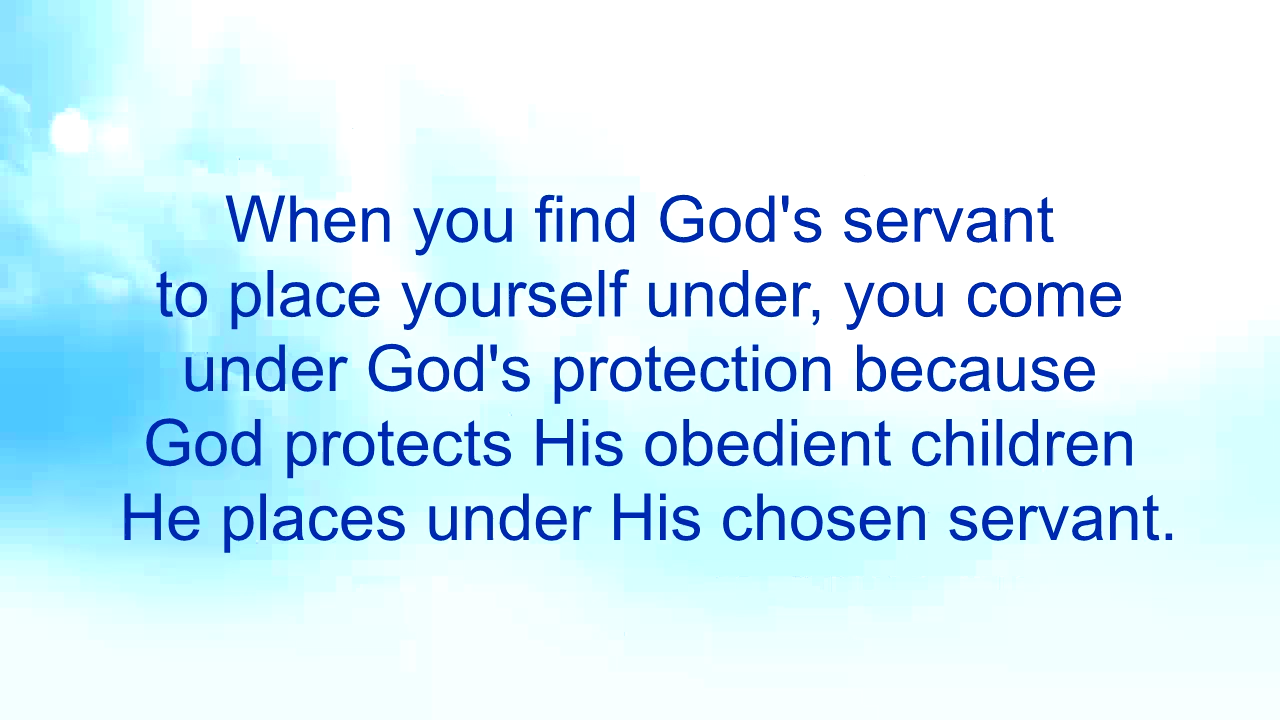 When you find God's servant
to place yourself under, you come
under God's protection because
God protects His obedient children
He places under His chosen servant.